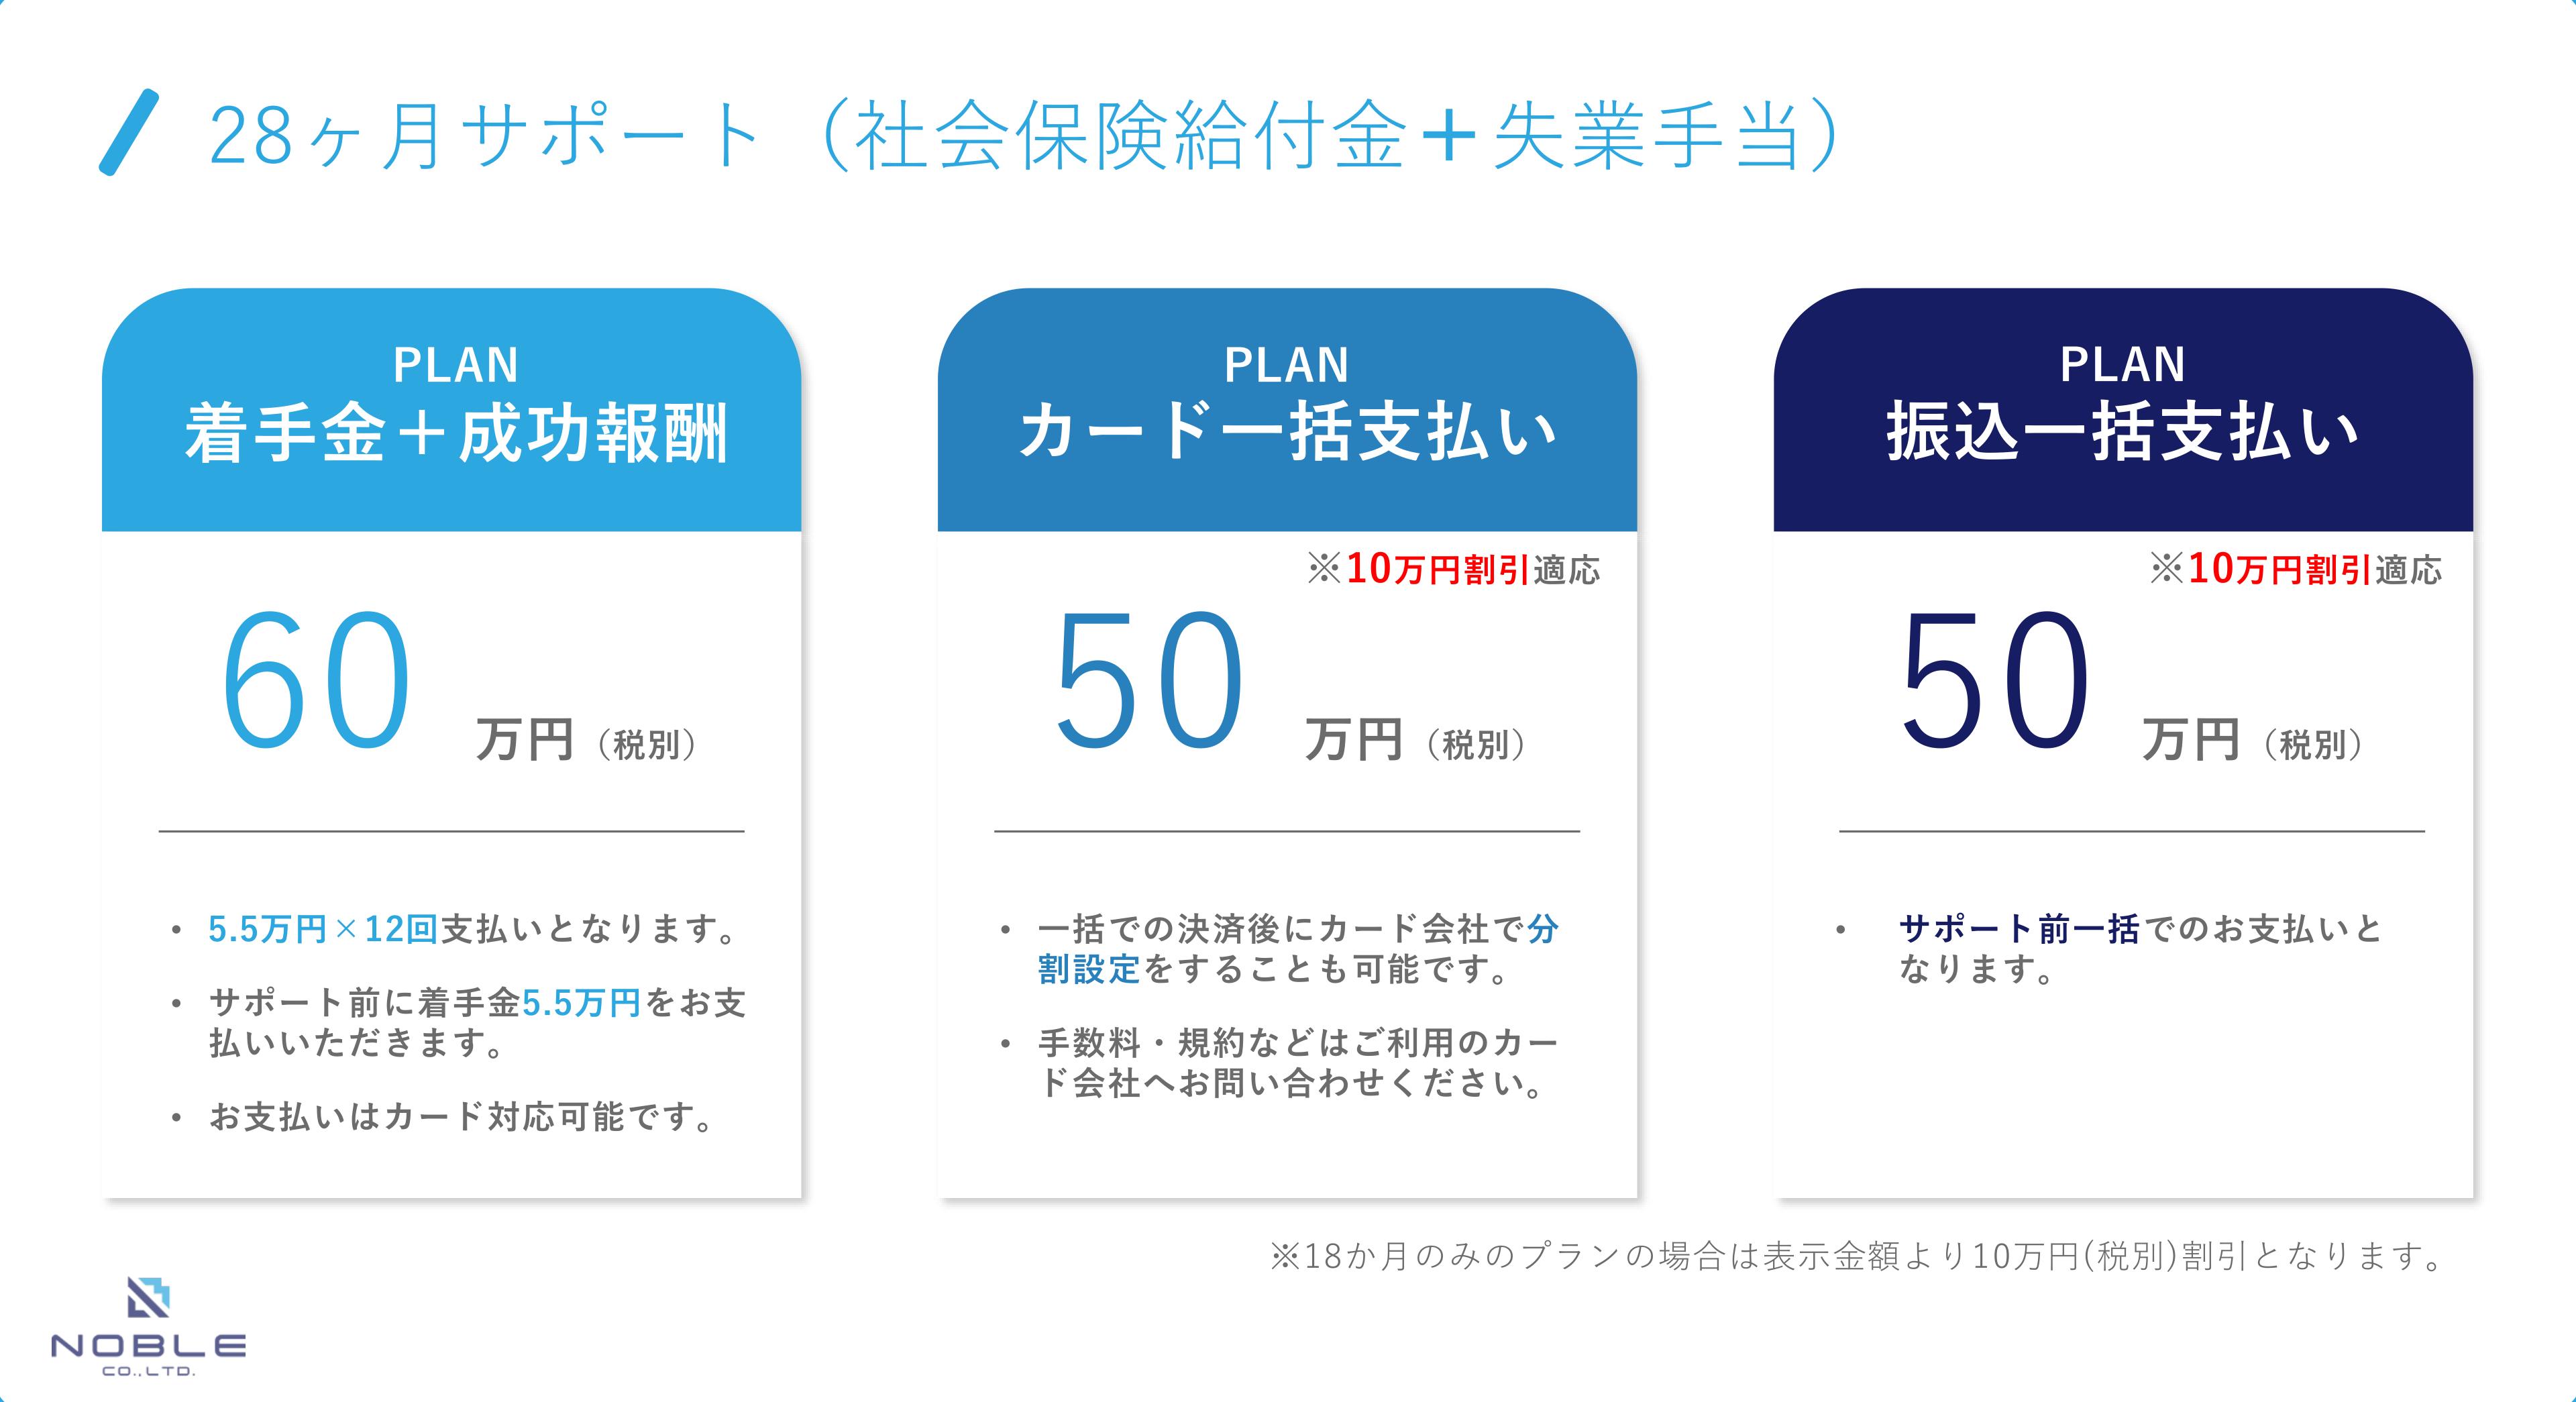 28ヶ月サポート（社会保険給付金+失業手当）
PLAN
着手金＋成功報酬
60
万円（税別）
・ 5.5万円×12回支払いとなります。
・ サポート前に着手金5.5万円をお支
払いいただきます。
・ お支払いはカード対応可能です。
PLAN
カード一括支払い
※10万円割引適応
50
万円（税別）
・ 一括での決済後にカード会社で分
割設定をすることも可能です。
・ 手数料・規約などはご利用のカー
ド会社へお問い合わせください。
PLAN
振込一括支払い
※10万円割引適応
50
万円（税別）
・ サポート前一括でのお支払いと
なります。
※18か月のみのプランの場合は表示金額より10万円(税別)割引となります。
NOBLE
CO.,LTD.